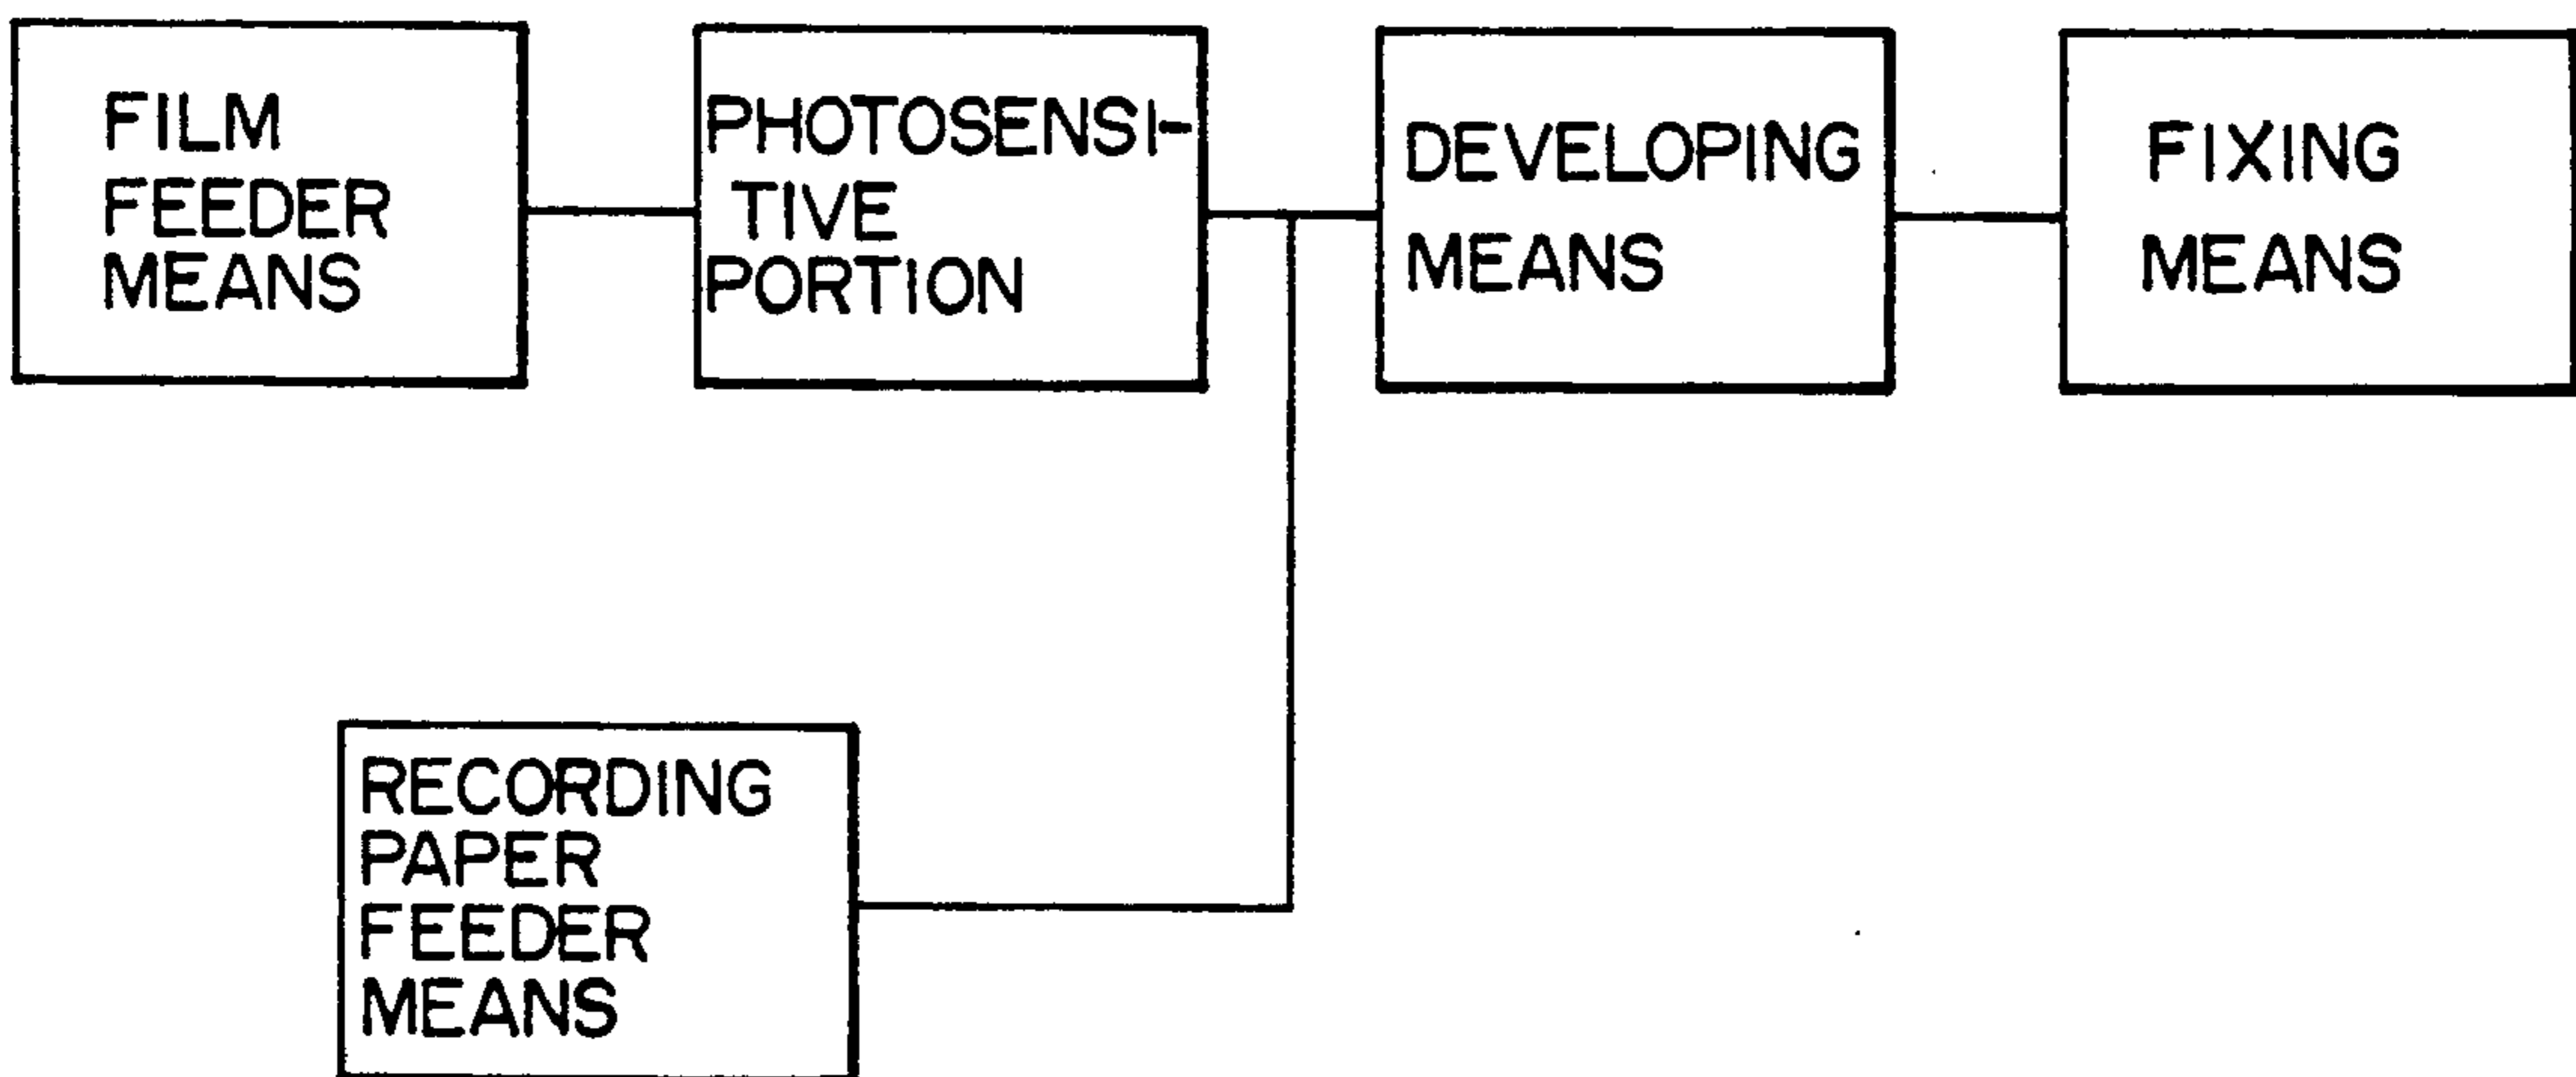 FILM
FEEDER
MEANS
PHOTOSENSI-
TIVE
PORTION
DEVELOPING
MEANS
FIXING
MEANS
RECORDING
PAPER
FEEDER
MEANS